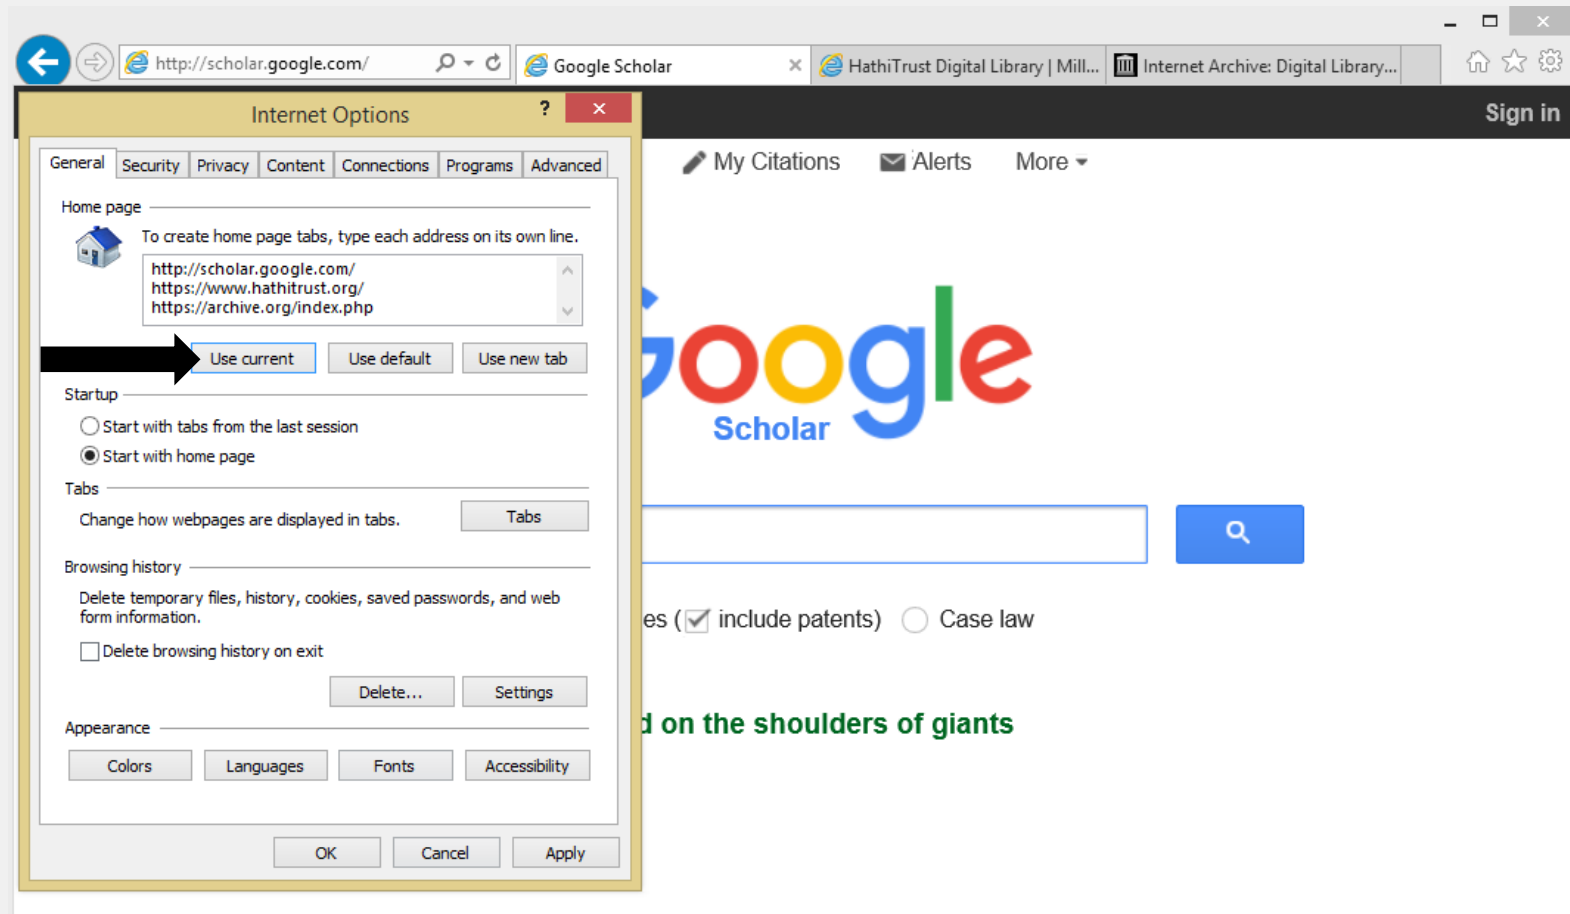 http://scholar.google.com/
Google Scholar
HathiTrust Digital Library | Mill...
Internet Archive: Digital Library...
Internet Options
?
Sign in
General Security Privacy Content Connections Programs Advanced
My Citations Alerts More
Home page
To create home page tabs, type each address on its own line.
http://scholar.google.com/
https://www.hathitrust.org/
https://archive.org/index.php
Use current Use default Use new tab
Startup
Start with tabs from the last session
Start with home page
Tabs
Change how webpages are displayed in tabs.
Tabs
Browsing history
Delete temporary files, history, cookies, saved passwords, and web
form information.
Delete browsing history on exit
Delete... Settings
Appearance
Colors Languages Fonts Accessibility
OK Cancel Apply
Google
Scholar
es (include patents) Case law
d on the shoulders of giants